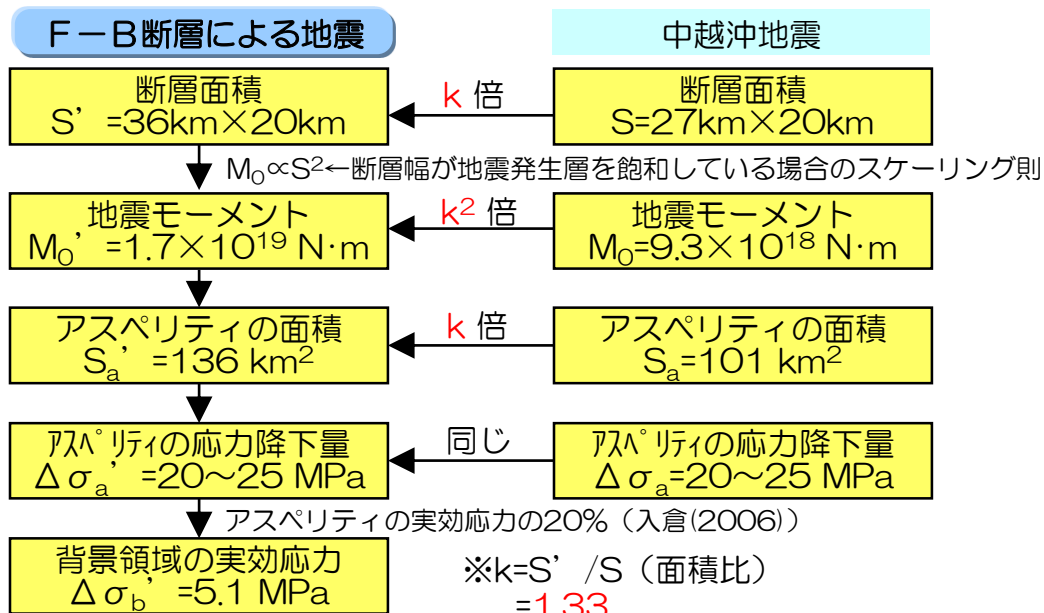 F－B断層による地震
中越沖地震
断層面積
S’ =36km×20km
k 倍
断層面積
S=27km×20km
M₀∝S²←断層幅が地震発生層を飽和している場合のスケーリング則
地震モーメント
M₀’ =1.7×10¹⁹ N·m
k² 倍
地震モーメント
M₀=9.3×10¹⁸ N·m
アスペリティの面積
Sₐ’ =136 km²
k 倍
アスペリティの面積
Sₐ=101 km²
ｱｽﾍﾟﾘﾃｨの応力降下量
Δσₐ’ =20～25 MPa
同じ
ｱｽﾍﾟﾘﾃｨの応力降下量
Δσₐ=20～25 MPa
アスペリティの実効応力の20%（入倉(2006)）
背景領域の実効応力
Δσb’ =5.1 MPa
※k=S’ /S（面積比）
=1.33